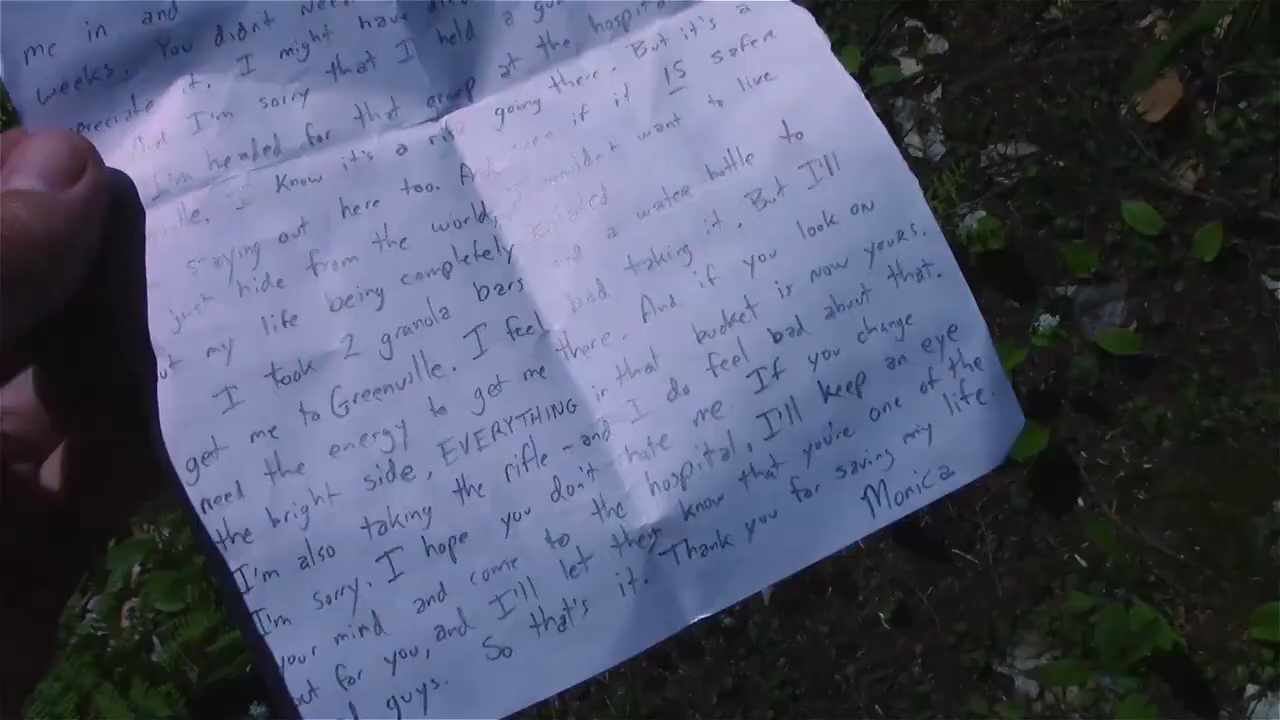 me in and
weeks. You didn't
it. I might have
I'm sorry that I held a
I'm headed for that group at the hospital
I know it's a going there. But it's a
staying out here too. if it IS safer
just hide from the world, I wouldn't want to live
my life being completely isolated
I took 2 granola bars and a water bottle to
get me to Greenville. I feel bad taking it. But I'll
need the energy to get me there. And if you look on
the bright side, EVERYTHING in that bucket is now yours.
I'm also taking the rifle - and I do feel bad about that.
I'm sorry. I hope you don't hate me. If you change
your mind and come to the hospital, I'll keep an eye
out for you, and I'll let them know that you're one of the
guys. So that's it. Thank you for saving my life.
Monica